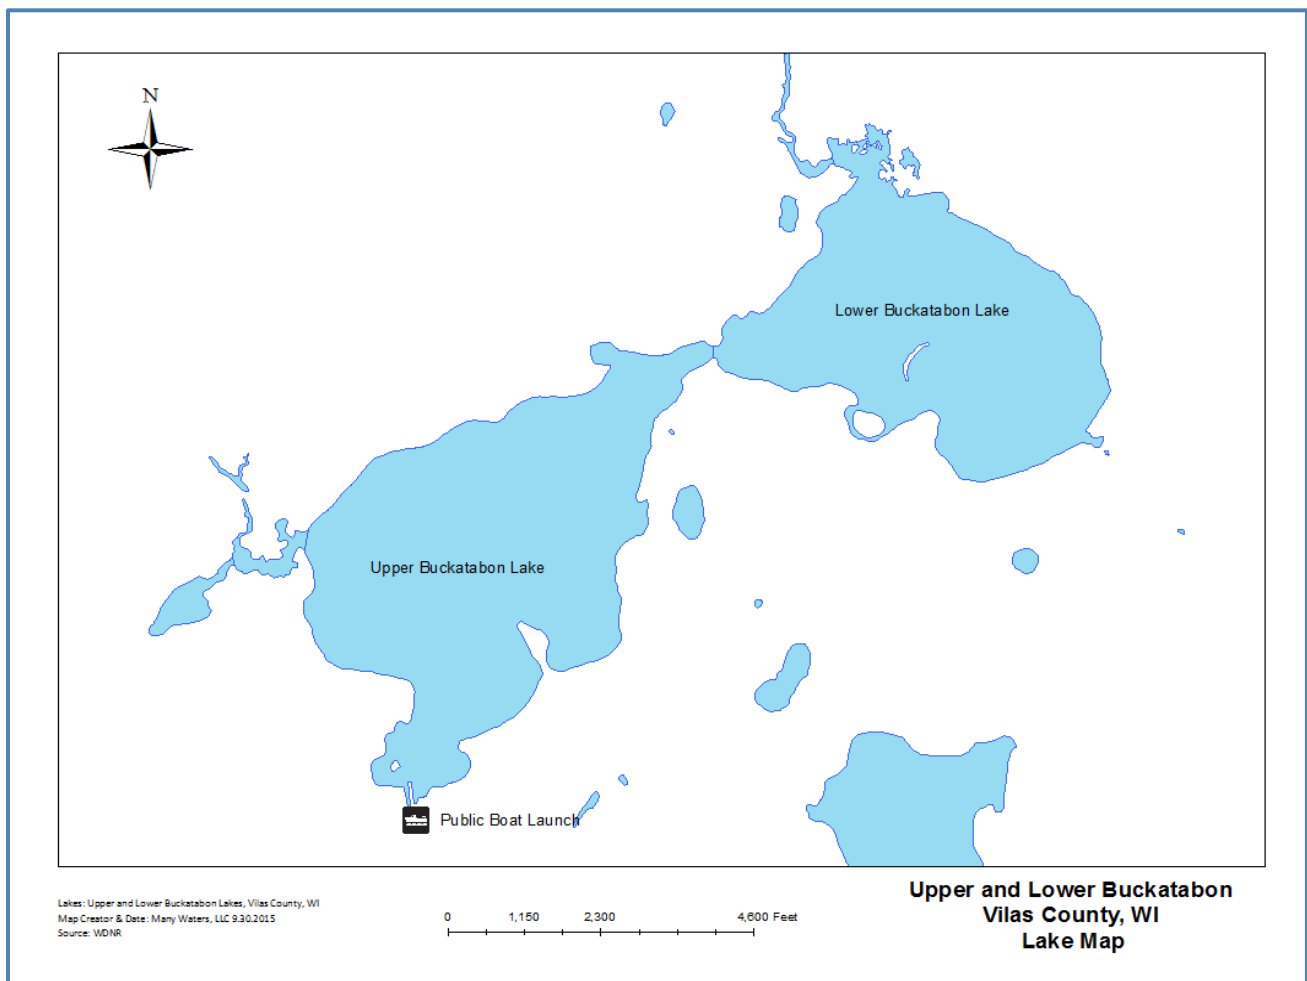 N
Lower Buckatabon Lake
Upper Buckatabon Lake
Public Boat Launch
Lakes: Upper and Lower Buckatabon Lakes, Vilas County, WI
Map Creator & Date: Many Waters, LLC 9.30.2015
Source: WDNR
0 1,150 2,300 4,600 Feet
Upper and Lower Buckatabon
Vilas County, WI
Lake Map